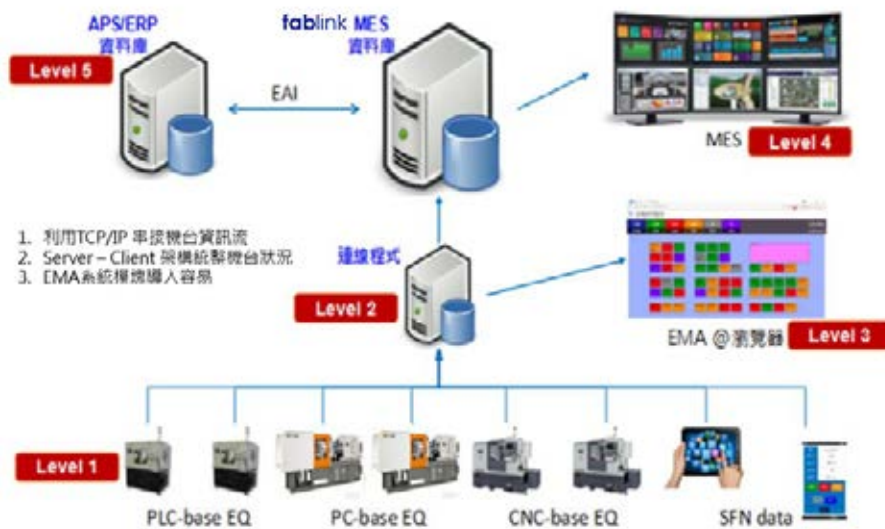 APS/ERP
資料庫
Level 5
EAI
fablink MES
資料庫
MES
Level 4
1. 利用TCP/IP 串接機台資訊流
2. Server – Client 架構統整機台狀況
3. EMA系統模塊導入容易
連線程式
Level 2
EMA @瀏覽器
Level 3
Level 1
PLC-base EQ
PC-base EQ
CNC-base EQ
SFN data